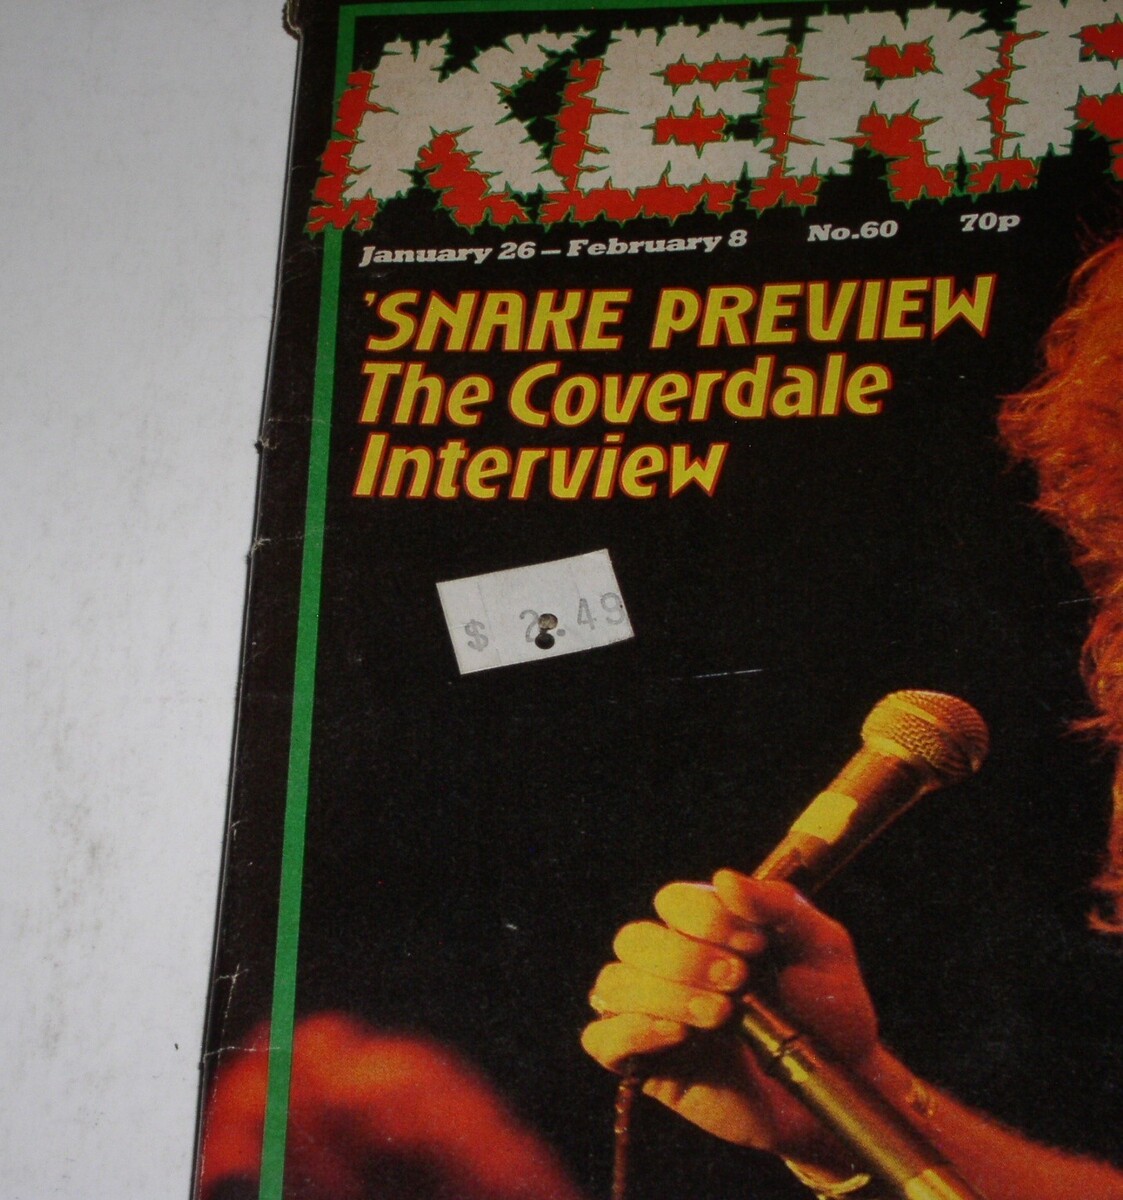 KERR
January 26 – February 8 No.60 70p
'SNAKE PREVIEW
The Coverdale
Interview
$ 2.49